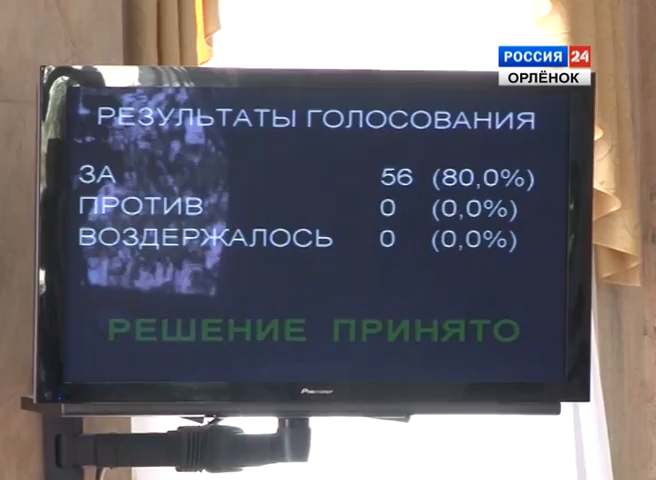 РОССИЯ 24
ОРЛЁНОК
РЕЗУЛЬТАТЫ ГОЛОСОВАНИЯ
ЗА 56 (80,0%)
ПРОТИВ 0 (0,0%)
ВОЗДЕРЖАЛОСЬ 0 (0,0%)
РЕШЕНИЕ ПРИНЯТО
Pioneer